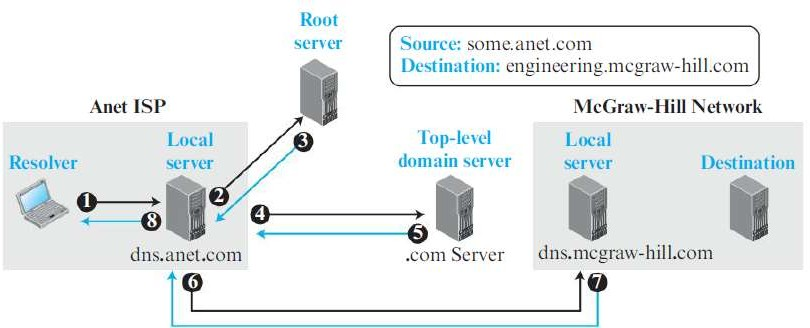 Root
server
Source: some.anet.com
Destination: engineering.mcgraw-hill.com
Anet ISP
McGraw-Hill Network
Resolver
Local
server
Top-level
domain server
Local
server
Destination
1
2
3
4
5
8
dns.anet.com
.com Server
dns.mcgraw-hill.com
6
7